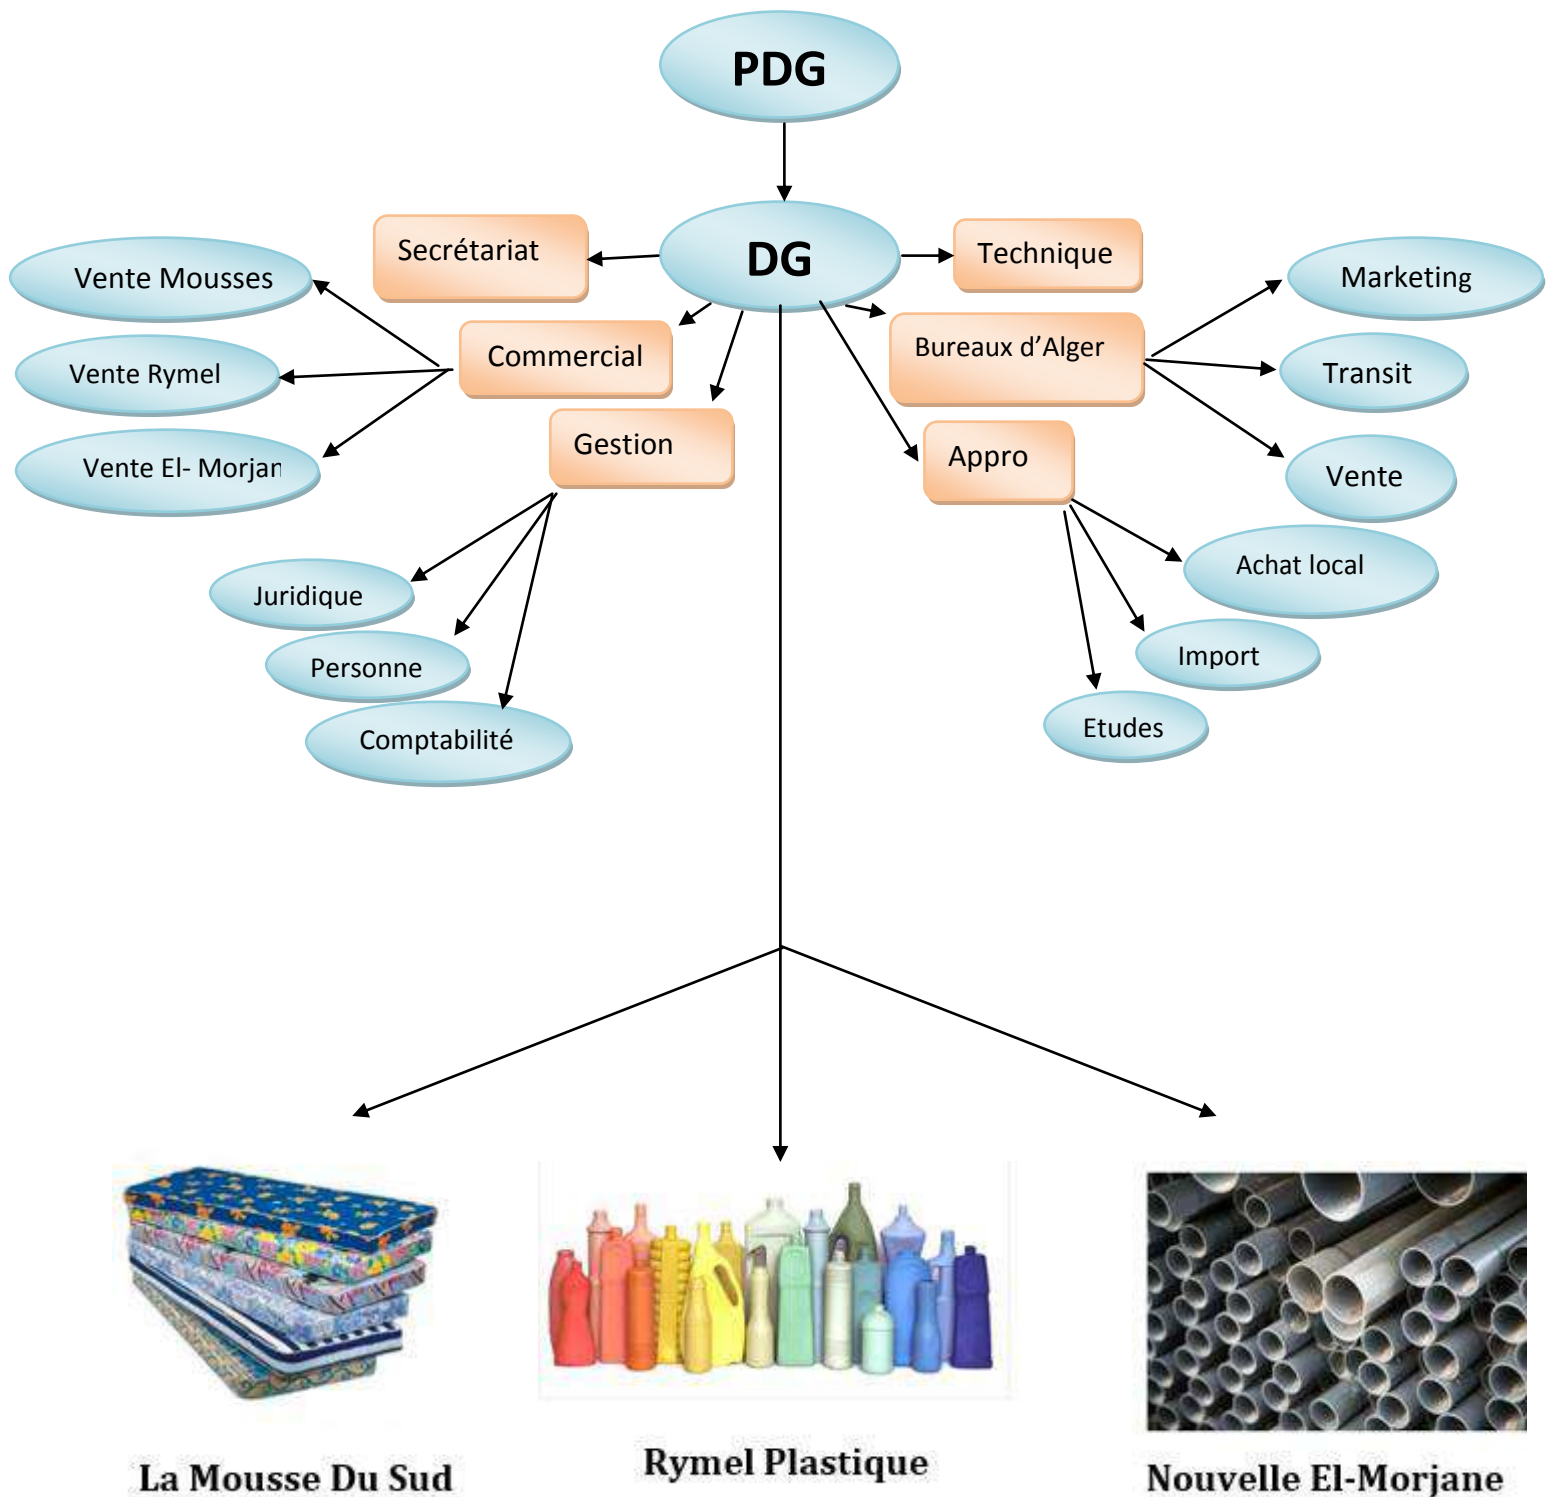 PDG
DG
Secrétariat
Technique
Vente Mousses
Marketing
Commercial
Bureaux d’Alger
Vente Rymel
Transit
Gestion
Appro
Vente El- Morjan
Vente
Juridique
Achat local
Personne
Import
Comptabilité
Etudes
La Mousse Du Sud
Rymel Plastique
Nouvelle El-Morjane